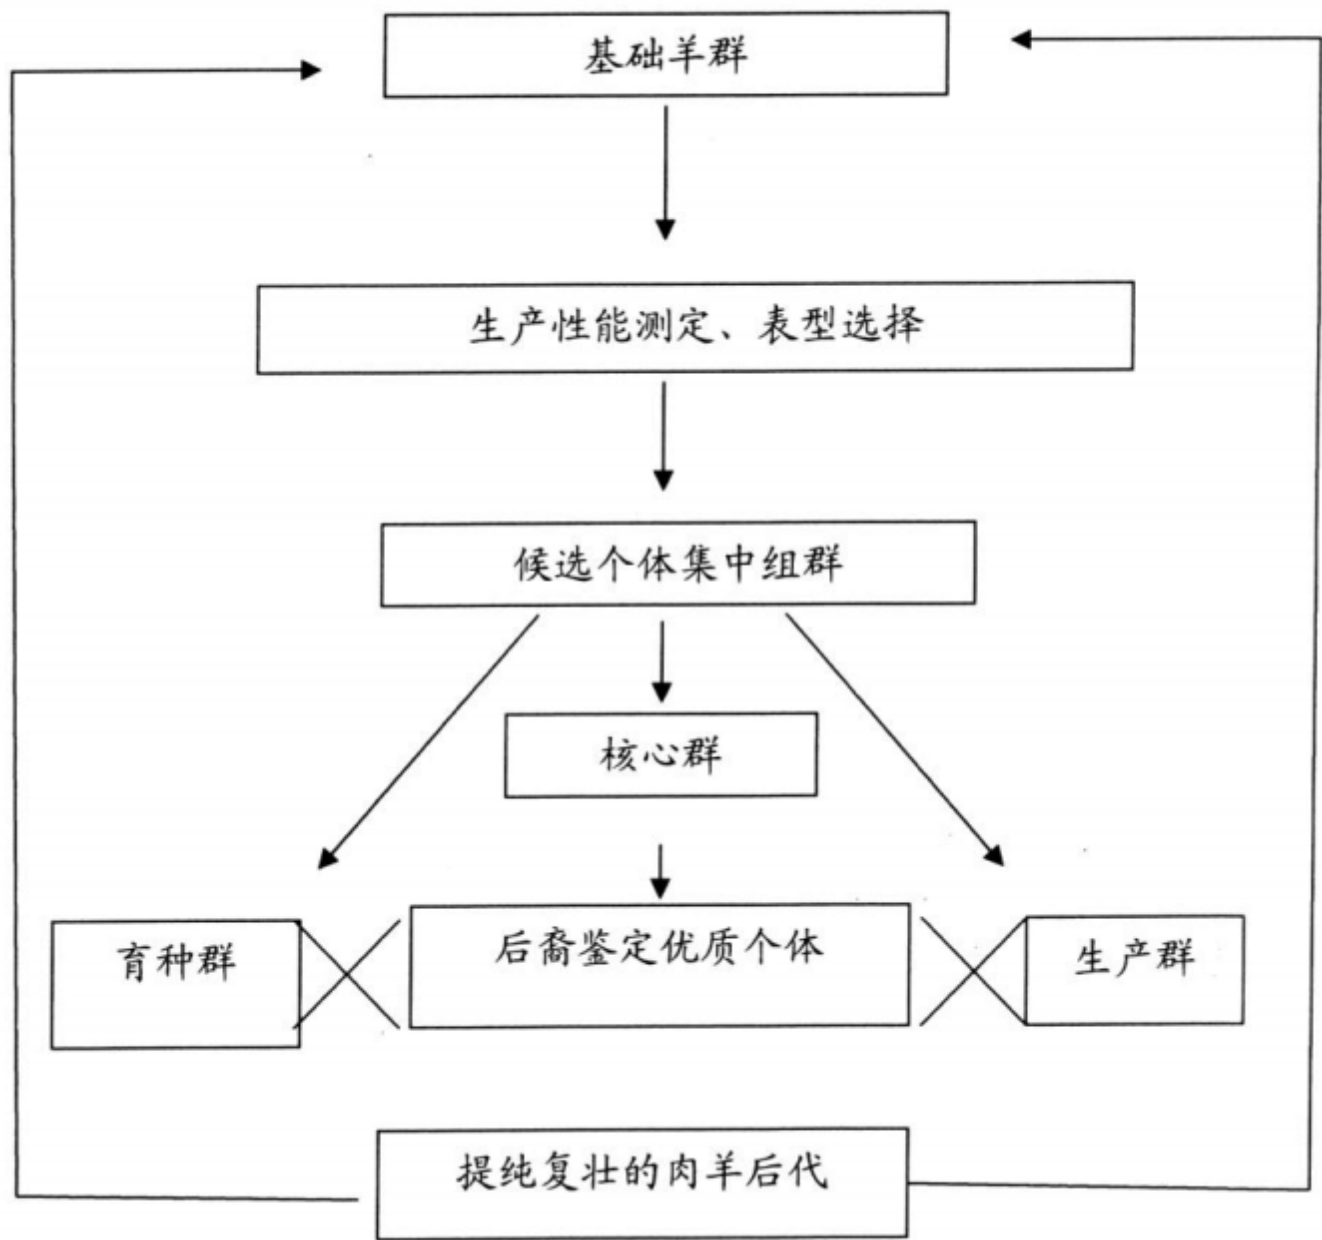 基础羊群
生产性能测定、表型选择
候选个体集中组群
核心群
育种群
后裔鉴定优质个体
生产群
提纯复壮的肉羊后代